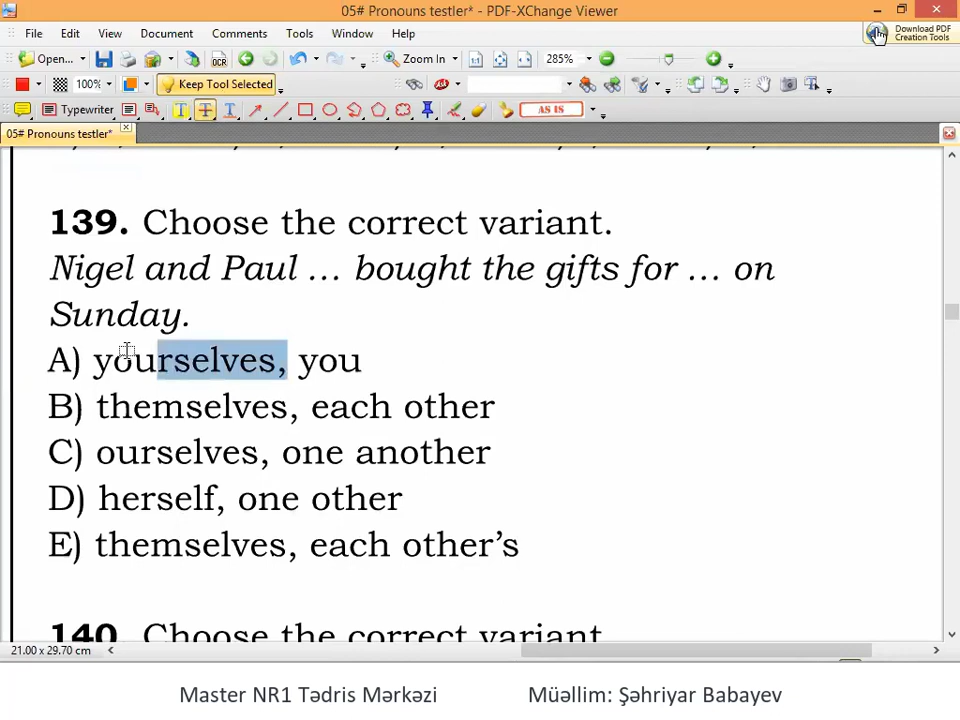 05# Pronouns testler* - PDF-XChange Viewer
File Edit View Document Comments Tools Window Help
Download PDF
Creation Tools
Open... OCR Zoom In 285%
100% Keep Tool Selected
Typewriter AS IS
05# Pronouns testler*
139. Choose the correct variant.
Nigel and Paul ... bought the gifts for ... on
Sunday.
A) yourselves, you
B) themselves, each other
C) ourselves, one another
D) herself, one other
E) themselves, each other’s
140. Choose the correct variant.
21.00 x 29.70 cm
Master NR1 Tədris Mərkəzi Müəllim: Şəhriyar Babayev